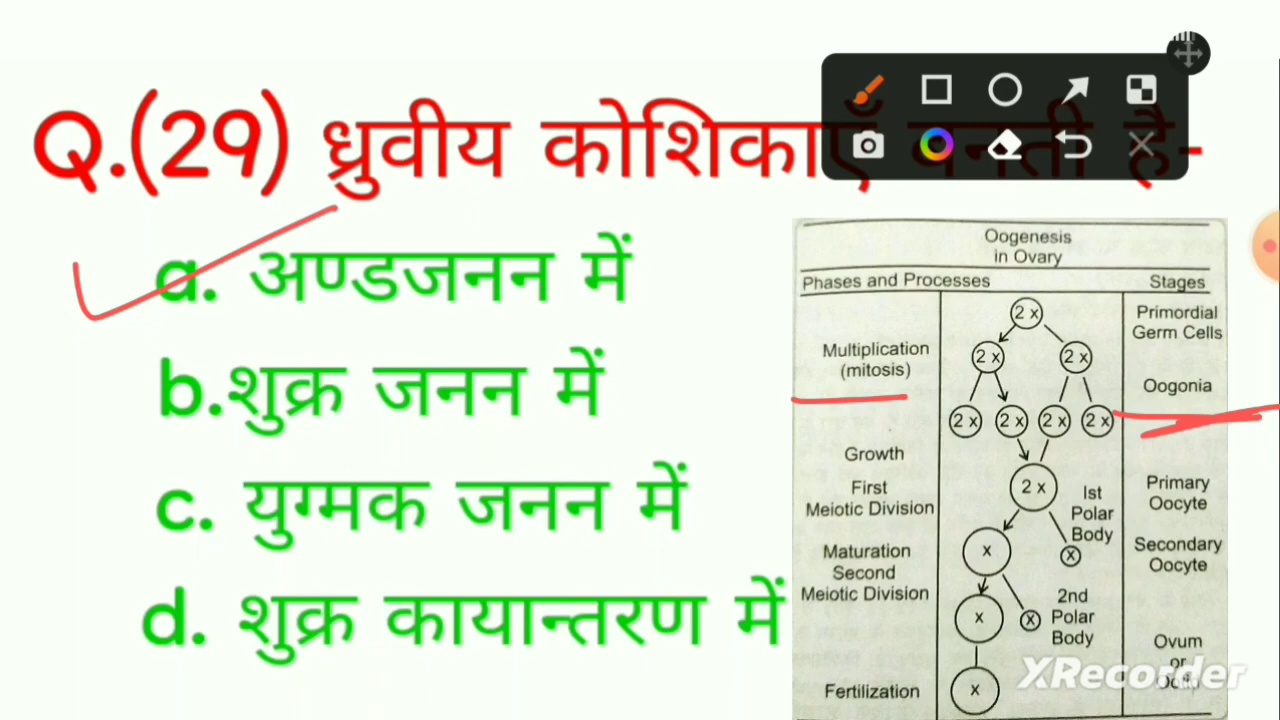 Q.(29) ध्रुवीय कोशिकाएँ बनती है-
a. अण्डजनन में
b.शुक्र जनन में
c. युग्मक जनन में
d. शुक्र कायान्तरण में
Oogenesis
in Ovary
Phases and Processes
Stages
2 x
Primordial
Germ Cells
Multiplication
(mitosis)
2 x 2 x
Oogonia
2 x 2 x 2 x 2 x
Growth
First
Meiotic Division
2 x
Ist
Polar
Body
Primary
Oocyte
x
x
Secondary
Oocyte
Maturation
Second
Meiotic Division
x
x
2nd
Polar
Body
Ovum
or
Fertilization
x
XRecorder